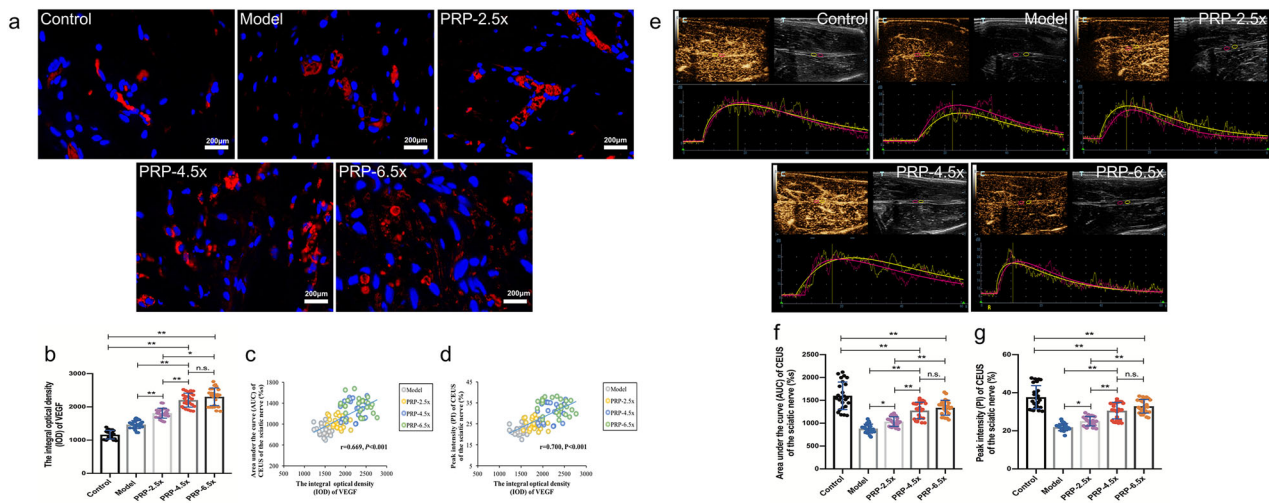 a
Control
Model
PRP-2.5x
200μm
200μm
200μm
PRP-4.5x
PRP-6.5x
200μm
200μm
b
The integral optical density
(IOD) of VEGF
3000
2000
1000
0
**
**
*
**
n.s.
**
**
Control
Model
PRP-2.5x
PRP-4.5x
PRP-6.5x
c
Area under the curve (AUC) of
CEUS of the sciatic nerve (%s)
1800
1400
1000
600
200
500 1000 1500 2000 2500 3000
The integral optical density
(IOD) of VEGF
r=0.669, P<0.001
Model
PRP-2.5x
PRP-4.5x
PRP-6.5x
d
Peak intensity (PI) of CEUS
of the sciatic nerve (%)
45
35
25
15
5
500 1000 1500 2000 2500 3000
The integral optical density
(IOD) of VEGF
r=0.700, P<0.001
Model
PRP-2.5x
PRP-4.5x
PRP-6.5x
e
Control
Model
PRP-2.5x
PRP-4.5x
PRP-6.5x
f
Area under the curve (AUC) of CEUS
of the sciatic nerve (%s)
2500
2000
1500
1000
500
0
**
**
**
**
n.s.
*
**
Control
Model
PRP-2.5x
PRP-4.5x
PRP-6.5x
g
Peak intensity (PI) of CEUS
of the sciatic nerve (%)
60
40
20
0
**
**
**
**
n.s.
*
**
Control
Model
PRP-2.5x
PRP-4.5x
PRP-6.5x